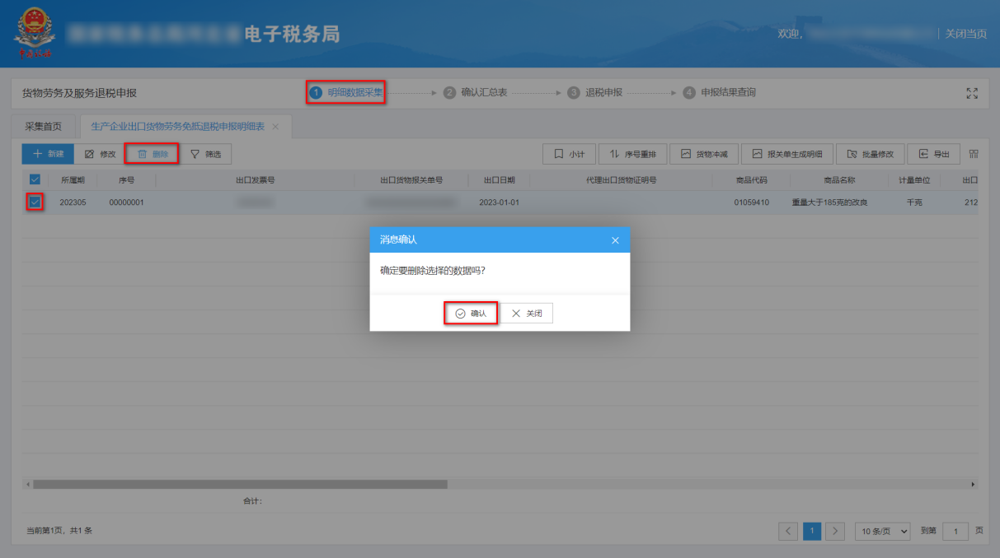 电子税务局
欢迎,
关闭当页
中国税务
货物劳务及服务退税申报
1 明细数据采集
2 确认汇总表
3 退税申报
4 申报结果查询
采集首页
生产企业出口货物劳务免抵退税申报明细表
新建 修改 删除 筛选
小计 序号重排 货物冲减 报关单生成明细 批量修改 导出
所属期 序号 出口发票号 出口货物报关单号 出口日期 代理出口货物证明号 商品代码 商品名称 计量单位 出口
202305 00000001 2023-01-01 01059410 重量大于185克的改良 千克 212
消息确认
确定要删除选择的数据吗?
确认 关闭
合计:
当前第1页, 共1 条
1 10 条/页 到第 1 页